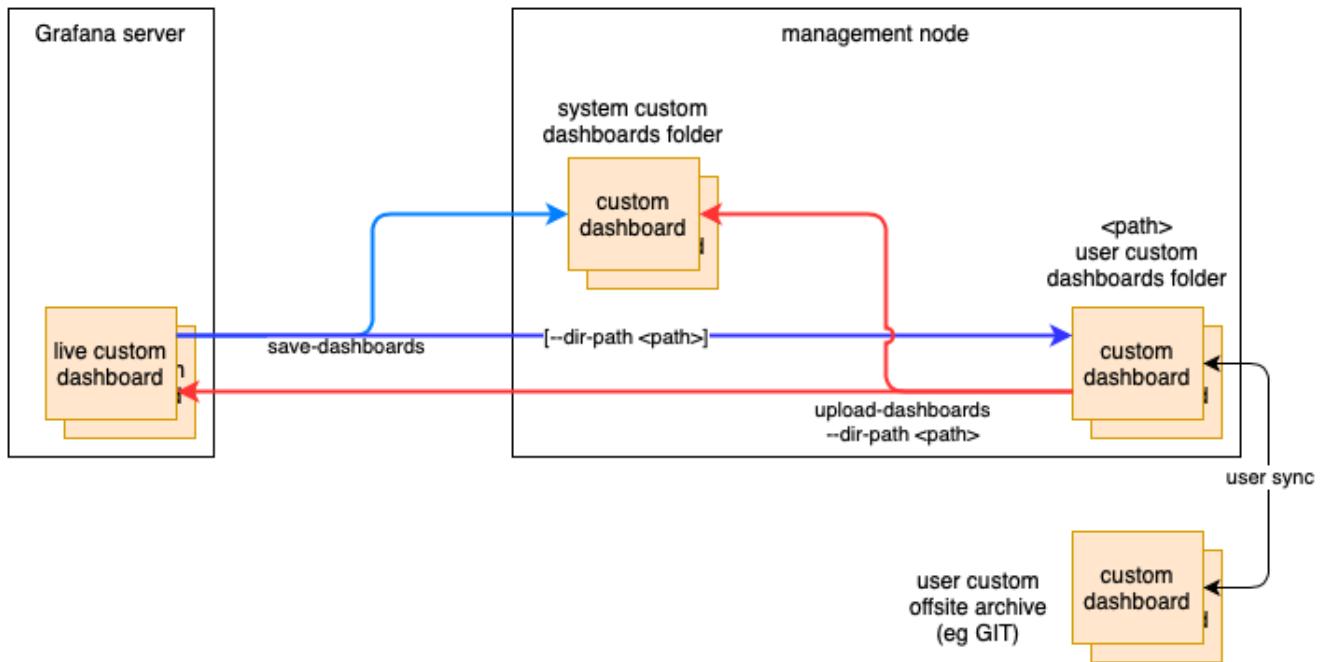 Grafana server
management node
system custom
dashboards folder
custom
dashboard
<path>
user custom
dashboards folder
live custom
dashboard
save-dashboards
[--dir-path <path>]
custom
dashboard
upload-dashboards
--dir-path <path>
user sync
user custom
offsite archive
(eg GIT)
custom
dashboard